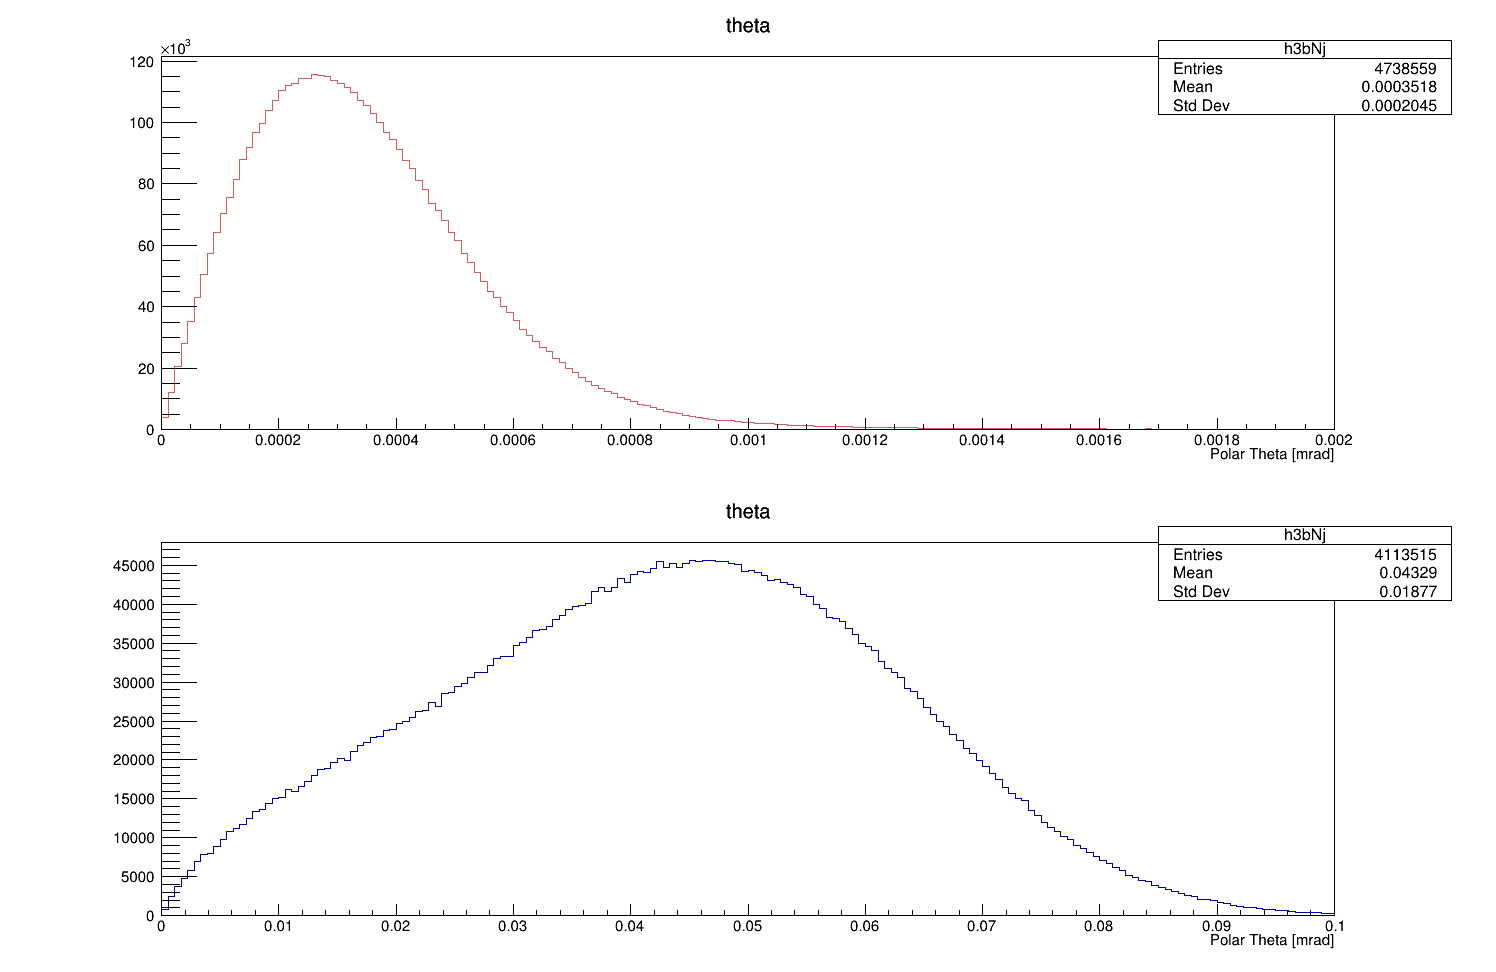 theta
×10³
h3bNj
Entries 4738559
Mean 0.0003518
Std Dev 0.0002045
120
100
80
60
40
20
0
0 0.0002 0.0004 0.0006 0.0008 0.001 0.0012 0.0014 0.0016 0.0018 0.002
Polar Theta [mrad]
theta
h3bNj
Entries 4113515
Mean 0.04329
Std Dev 0.01877
45000
40000
35000
30000
25000
20000
15000
10000
5000
0
0 0.01 0.02 0.03 0.04 0.05 0.06 0.07 0.08 0.09 0.1
Polar Theta [mrad]